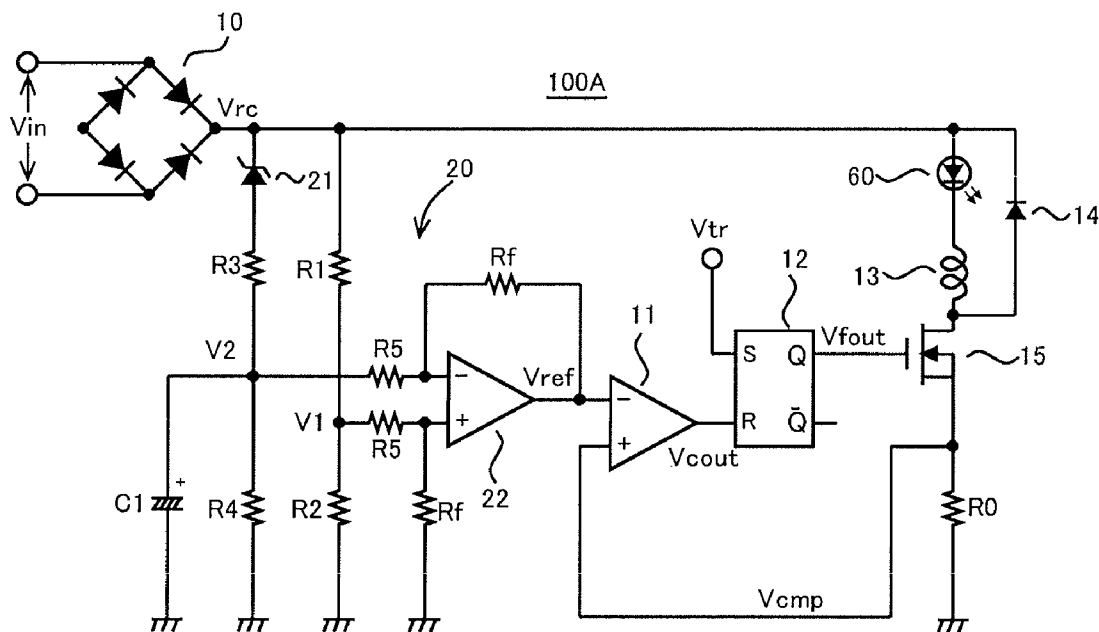 10
100A
Vrc
Vin
21
20
60
14
Vtr
R3
R1
Rf
13
12
11
Vfout
S
Q
15
V2
R5
Vref
−
−
V1
R5
+
+
R
Q̄
Vcout
22
+
C1
R4
R2
Rf
R0
Vcmp